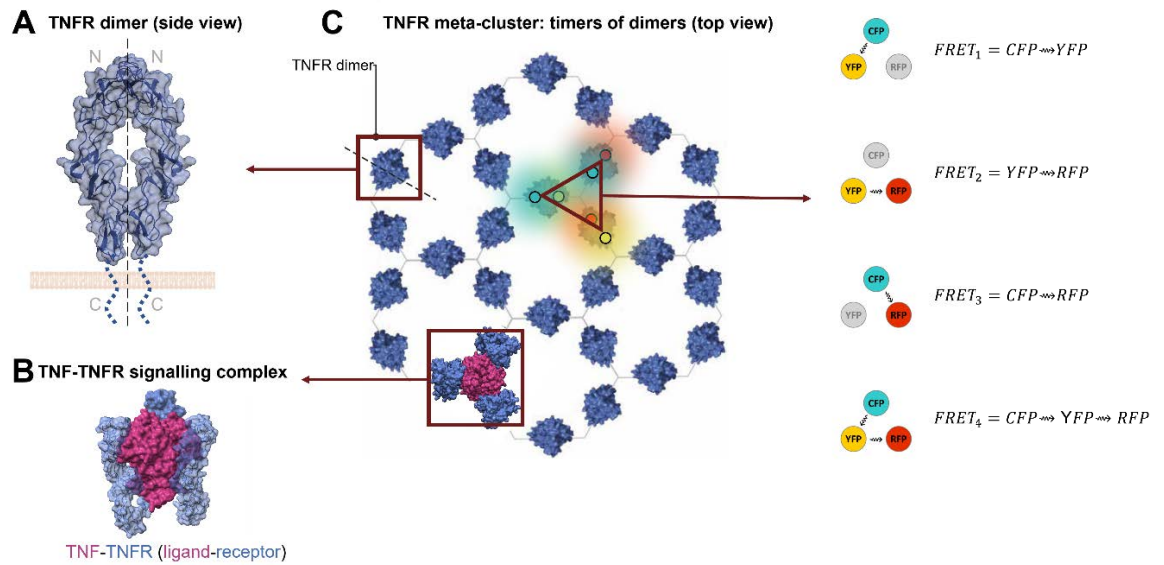 A TNFR dimer (side view)
N N
C C
B TNF-TNFR signalling complex
TNF-TNFR (ligand-receptor)
C TNFR meta-cluster: timers of dimers (top view)
TNFR dimer
CFP
YFP RFP
FRET₁ = CFP⇝YFP
CFP
YFP RFP
FRET₂ = YFP⇝RFP
CFP
YFP RFP
FRET₃ = CFP⇝RFP
CFP
YFP RFP
FRET₄ = CFP⇝ YFP⇝ RFP